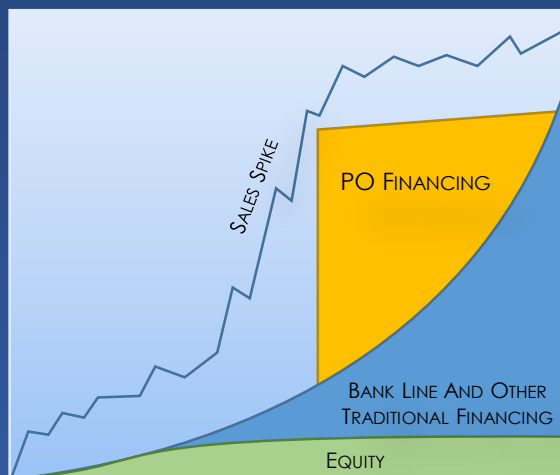 Sales Spike
PO Financing
Bank Line And Other
Traditional Financing
Equity